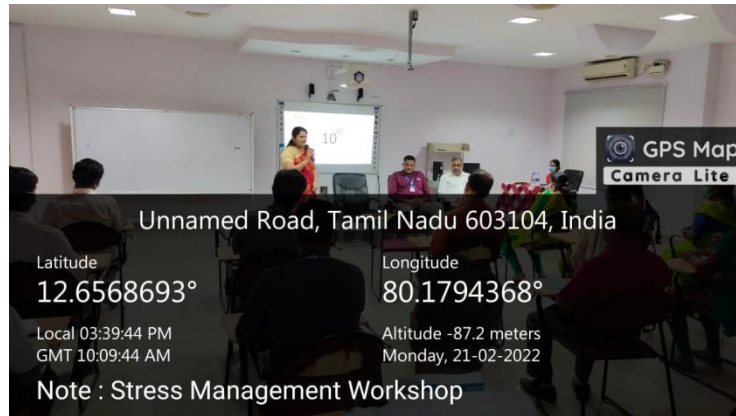 10
GPS Map
Camera Lite
Unnamed Road, Tamil Nadu 603104, India
Latitude
12.6568693°
Local 03:39:44 PM
GMT 10:09:44 AM
Longitude
80.1794368°
Altitude -87.2 meters
Monday, 21-02-2022
Note : Stress Management Workshop